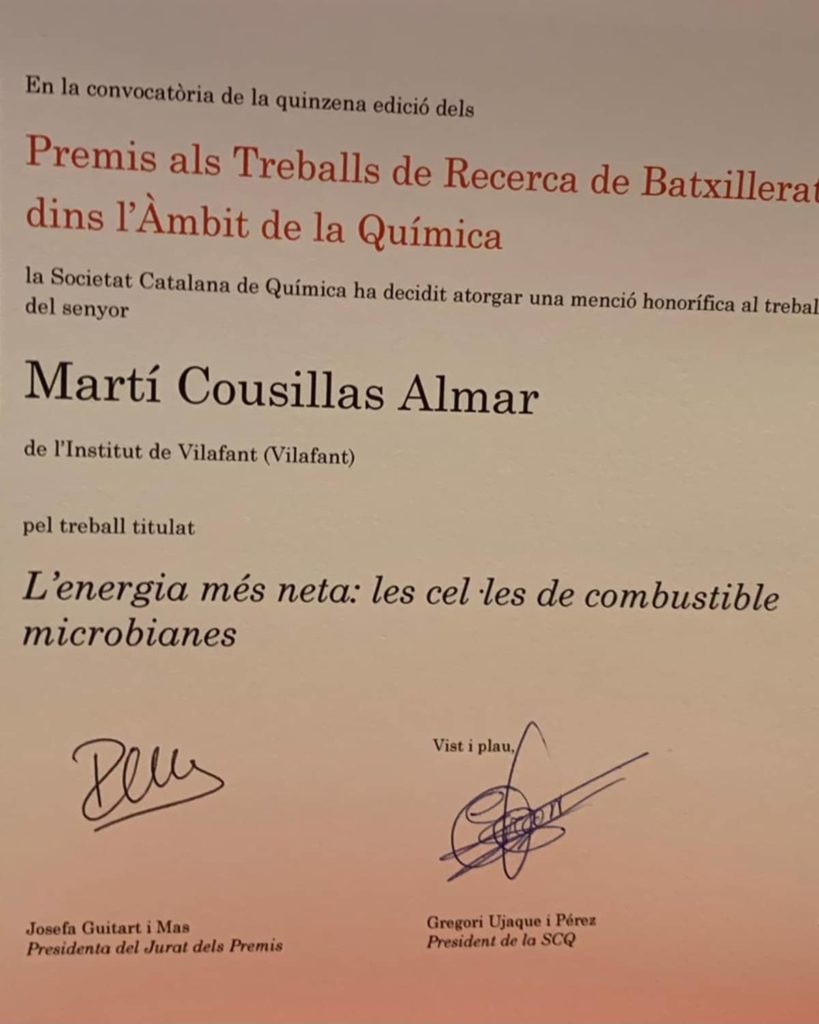 En la convocatòria de la quinzena edició dels
Premis als Treballs de Recerca de Batxillerat
dins l'Àmbit de la Química
la Societat Catalana de Química ha decidit atorgar una menció honorífica al trebal
del senyor
Martí Cousillas Almar
de l'Institut de Vilafant (Vilafant)
pel treball titulat
L'energia més neta: les cel·les de combustible
microbianes
Vist i plau,
Josefa Guitart i Mas
Presidenta del Jurat dels Premis
Gregori Ujaque i Pérez
President de la SCQ